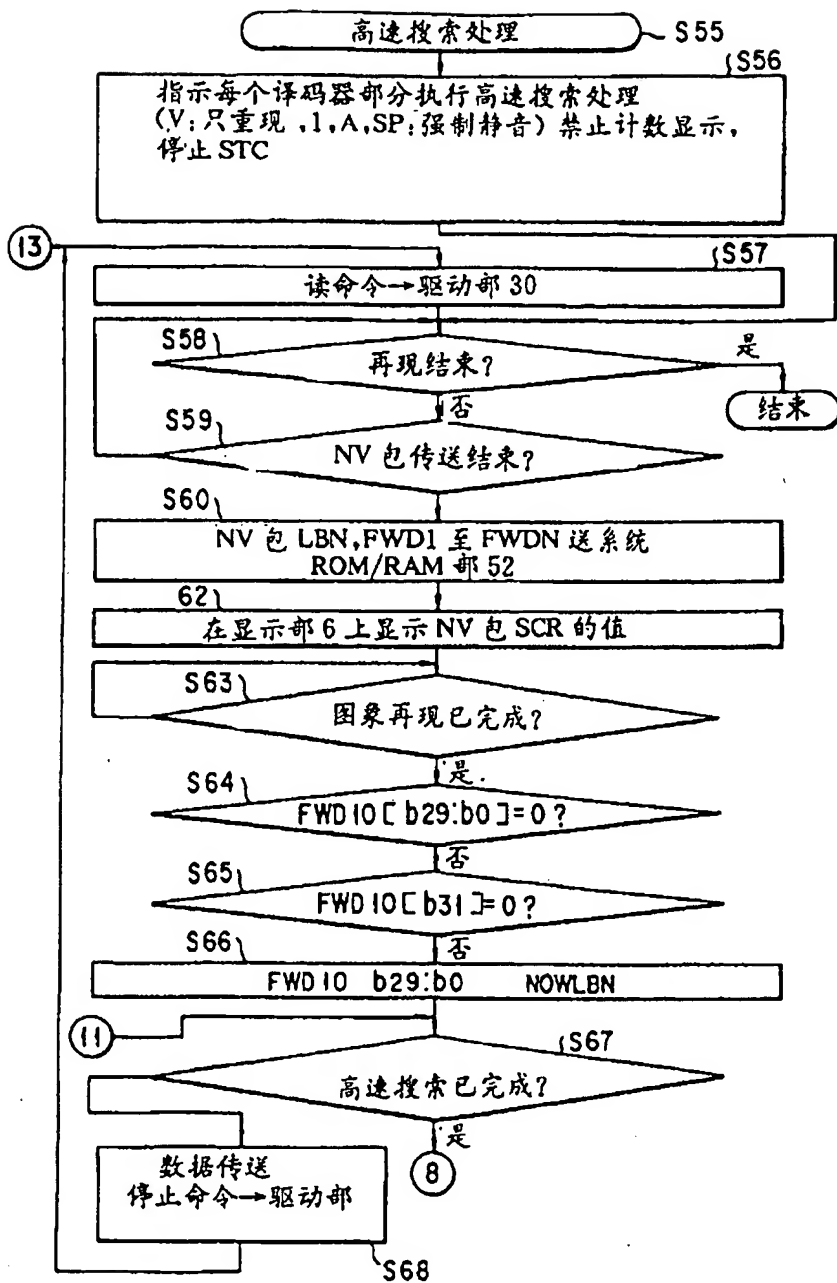 高速搜索处理
S55
S56
指示每个译码器部分执行高速搜索处理
(V:只重现,1,A,SP:强制静音)禁止计数显示,
停止STC
13
S57
读命令→驱动部30
S58
再现结束?
是
结束
否
S59
NV包传送结束?
S60
NV包LBN,FWD1至FWDN送系统
ROM/RAM部52
62
在显示部6上显示NV包SCR的值
S63
图象再现已完成?
是.
S64
FWD10[b29:b0]=0?
否
S65
FWD10[b31]=0?
否
S66
FWD10 b29:b0 NOWLBN
11
S67
高速搜索已完成?
是
8
数据传送
停止命令→驱动部
S68